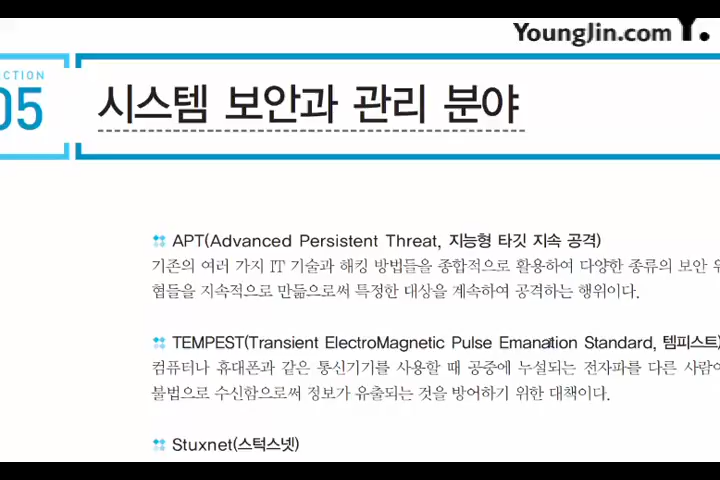 YoungJin.com Y.
CTION
05
시스템 보안과 관리 분야
APT(Advanced Persistent Threat, 지능형 타깃 지속 공격)
기존의 여러 가지 IT 기술과 해킹 방법들을 종합적으로 활용하여 다양한 종류의 보안 위
협들을 지속적으로 만듦으로써 특정한 대상을 계속하여 공격하는 행위이다.
TEMPEST(Transient ElectroMagnetic Pulse Emanation Standard, 템피스트)
컴퓨터나 휴대폰과 같은 통신기기를 사용할 때 공중에 누설되는 전자파를 다른 사람이
불법으로 수신함으로써 정보가 유출되는 것을 방어하기 위한 대책이다.
Stuxnet(스턱스넷)